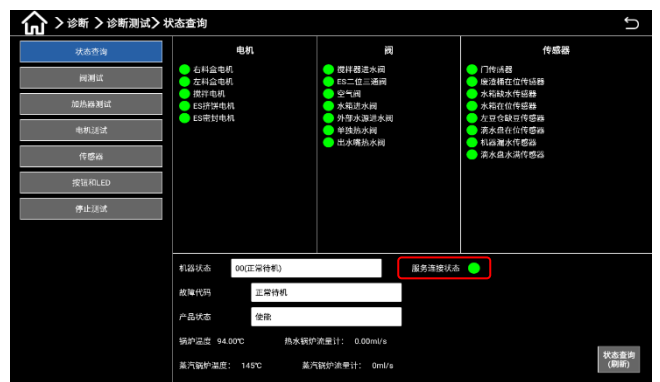 > 诊断 > 诊断测试 > 状态查询
状态查询
阀测试
加热器测试
电机测试
传感器
按钮和LED
停止测试
电机
右料盒电机
左料盒电机
搅拌电机
ES挤饼电机
ES密封电机
阀
搅拌器进水阀
ES二位三通阀
空气阀
水箱进水阀
外部水源进水阀
单独热水阀
出水嘴热水阀
传感器
门传感器
废渣桶在位传感器
水箱缺水传感器
水箱在位传感器
左豆仓缺豆传感器
滴水盘在位传感器
机器漏水传感器
滴水盘水满传感器
机器状态 00(正常待机) 服务连接状态
故障代码 正常待机
产品状态 使能
锅炉温度 94.00℃ 热水锅炉流量计: 0.00ml/s
蒸汽锅炉温度: 145℃ 蒸汽锅炉流量计: 0ml/s
状态查询
(刷新)